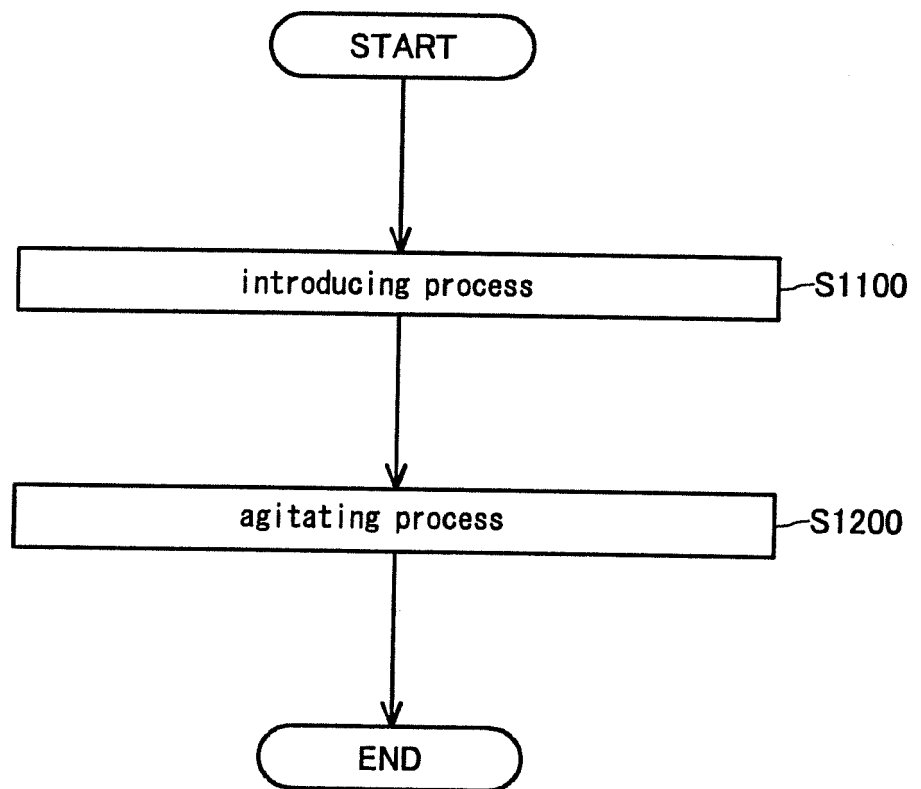 START
introducing process
S1100
agitating process
S1200
END